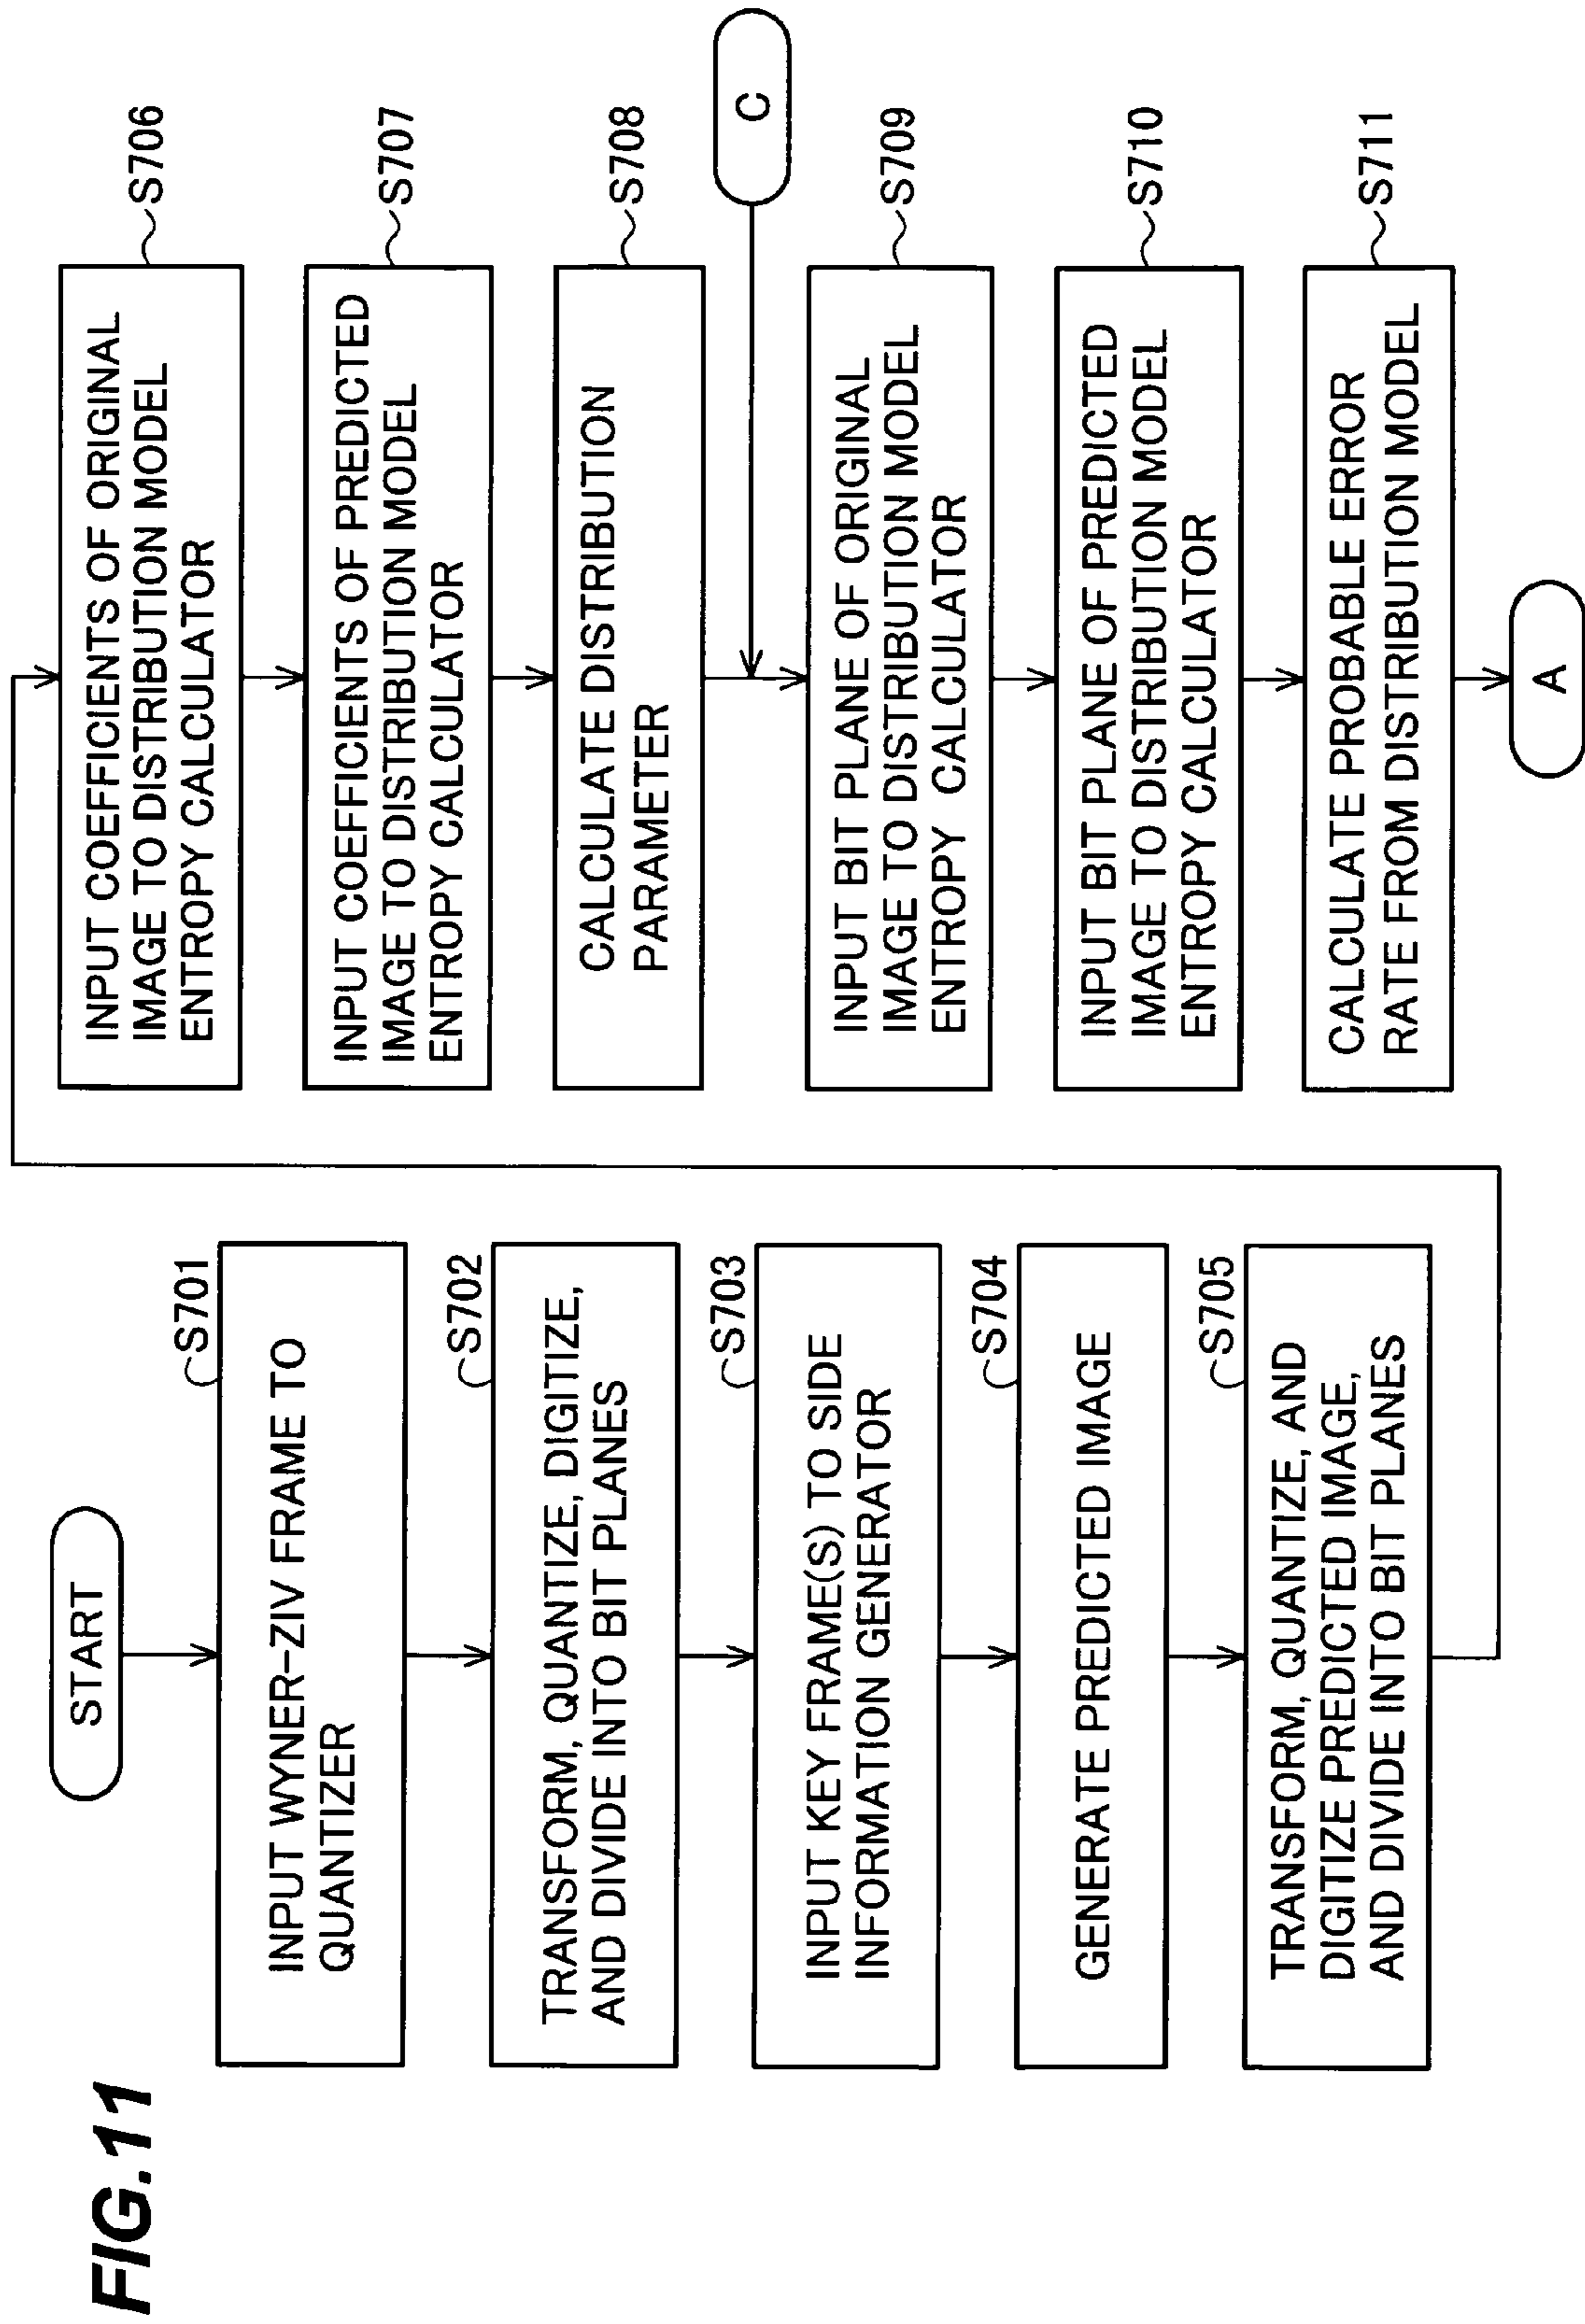 FIG.11
START
S701
INPUT WYNER-ZIV FRAME TO
QUANTIZER
S702
TRANSFORM, QUANTIZE, DIGITIZE,
AND DIVIDE INTO BIT PLANES
S703
INPUT KEY FRAME(S) TO SIDE
INFORMATION GENERATOR
S704
GENERATE PREDICTED IMAGE
S705
TRANSFORM, QUANTIZE, AND
DIGITIZE PREDICTED IMAGE,
AND DIVIDE INTO BIT PLANES
S706
INPUT COEFFICIENTS OF ORIGINAL
IMAGE TO DISTRIBUTION MODEL
ENTROPY CALCULATOR
S707
INPUT COEFFICIENTS OF PREDICTED
IMAGE TO DISTRIBUTION MODEL
ENTROPY CALCULATOR
S708
CALCULATE DISTRIBUTION
PARAMETER
C
S709
INPUT BIT PLANE OF ORIGINAL
IMAGE TO DISTRIBUTION MODEL
ENTROPY CALCULATOR
S710
INPUT BIT PLANE OF PREDICTED
IMAGE TO DISTRIBUTION MODEL
ENTROPY CALCULATOR
S711
CALCULATE PROBABLE ERROR
RATE FROM DISTRIBUTION MODEL
A